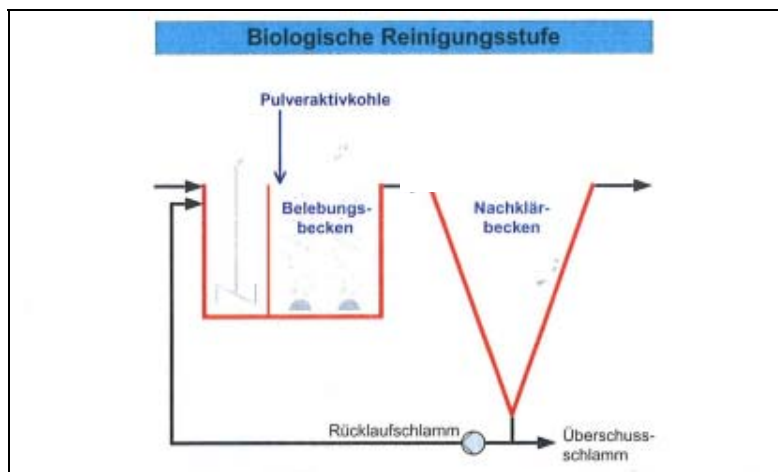 Biologische Reinigungsstufe
Pulveraktivkohle
Belebungs-
becken
Nachklär-
becken
Rücklaufschlamm
Überschuss-
schlamm